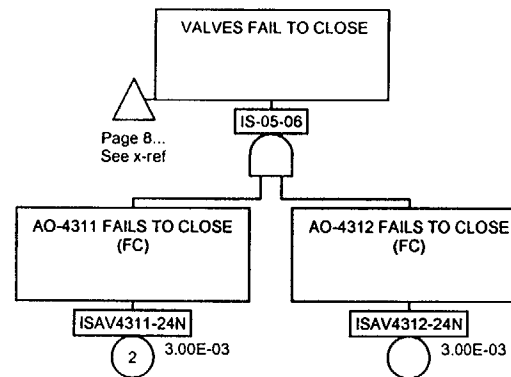 VALVES FAIL TO CLOSE
Page 8...
See x-ref
IS-05-06
AO-4311 FAILS TO CLOSE
(FC)
AO-4312 FAILS TO CLOSE
(FC)
ISAV4311-24N
ISAV4312-24N
2
3.00E-03
3.00E-03